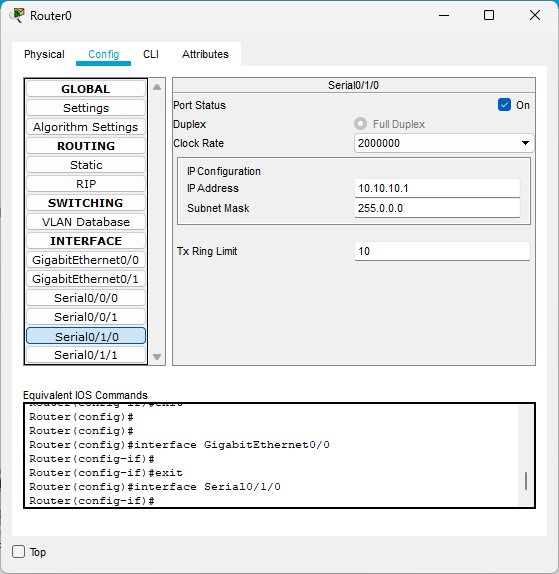 Router0
Physical Config CLI Attributes
GLOBAL
Settings
Algorithm Settings
ROUTING
Static
RIP
SWITCHING
VLAN Database
INTERFACE
GigabitEthernet0/0
GigabitEthernet0/1
Serial0/0/0
Serial0/0/1
Serial0/1/0
Serial0/1/1
Serial0/1/0
Port Status On
Duplex Full Duplex
Clock Rate 2000000
IP Configuration
IP Address 10.10.10.1
Subnet Mask 255.0.0.0
Tx Ring Limit 10
Equivalent IOS Commands
Router(config-if)#exit
Router(config)#
Router(config)#
Router(config)#interface GigabitEthernet0/0
Router(config-if)#
Router(config-if)#exit
Router(config)#interface Serial0/1/0
Router(config-if)#
Top